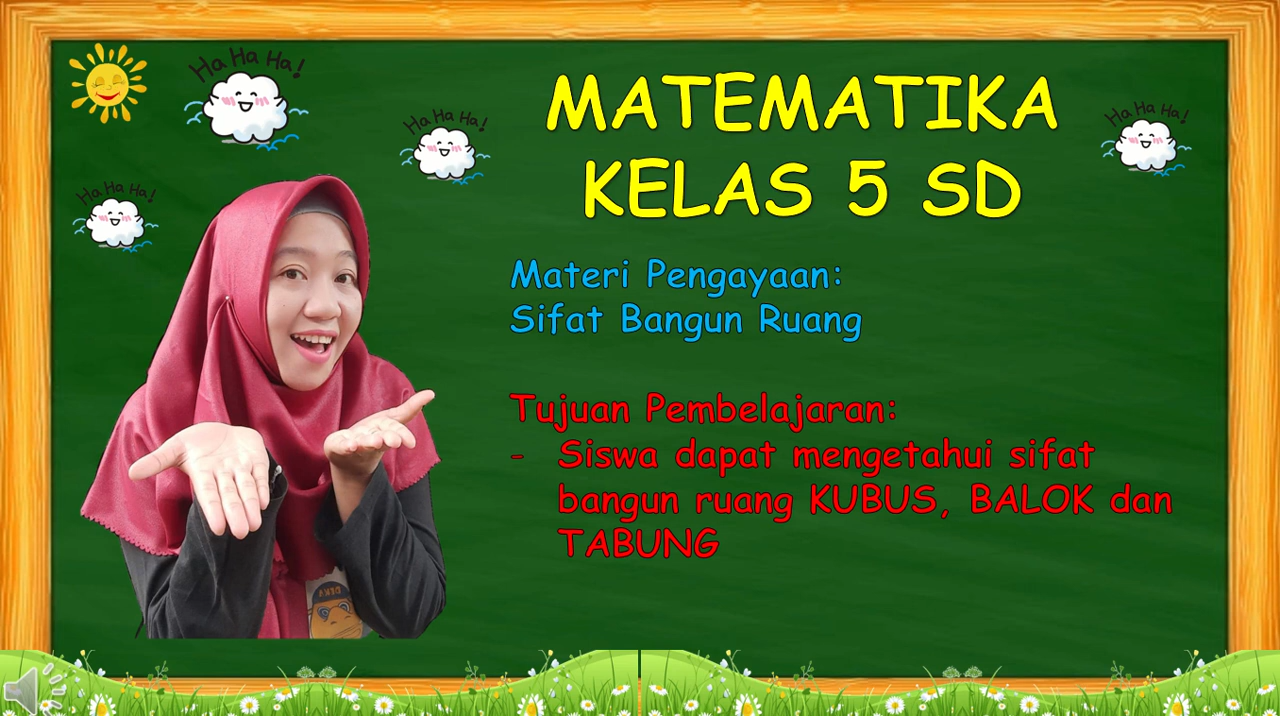 Ha Ha Ha!
Ha Ha Ha!
Ha Ha Ha!
Ha Ha Ha!
MATEMATIKA
KELAS 5 SD
Materi Pengayaan:
Sifat Bangun Ruang
Tujuan Pembelajaran:
- Siswa dapat mengetahui sifat
bangun ruang KUBUS, BALOK dan
TABUNG
DEKA